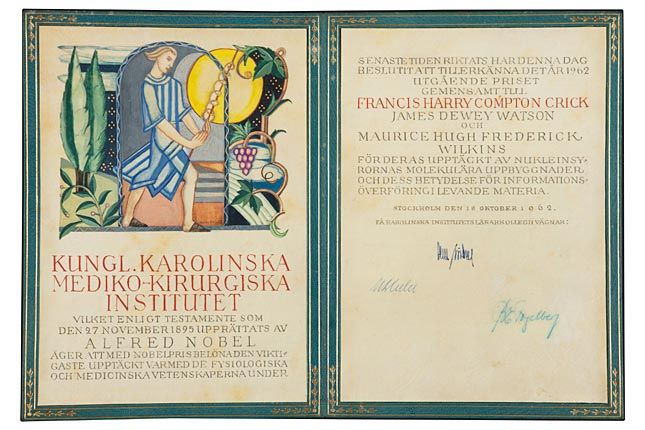 KUNGL. KAROLINSKA
MEDIKO-KIRURGISKA
INSTITUTET
VILKET ENLIGT TESTAMENTE SOM
DEN 27 NOVEMBER 1895 UPPRÄTTATS AV
ALFRED NOBEL
ÄGER ATT MED NOBELPRIS BELÖNA DEN VIKTI-
GASTE UPPTÄCKT VARMED DE FYSIOLOGISKA
OCH MEDICINSKA VETENSKAPERNA UNDER
SENASTE TIDEN RIKTATS HAR DENNA DAG
BESLUTIT ATT TILLERKÄNNA DET ÅR 1962
UTGÅENDE PRISET
GEMENSAMT TILL
FRANCIS HARRY COMPTON CRICK
JAMES DEWEY WATSON
OCH
MAURICE HUGH FREDERICK
WILKINS
FÖR DERAS UPPTÄCKT AV NUKLEINSY-
RORNAS MOLEKULÄRA UPPBYGGNAD
OCH DESS BETYDELSE FÖR INFORMATIONS-
ÖVERFÖRING I LEVANDE MATERIA.
STOCKHOLM DEN 18 OKTOBER 1962.
PÅ KAROLINSKA INSTITUTETS LÄRARKOLLEGII VÄGNAR: